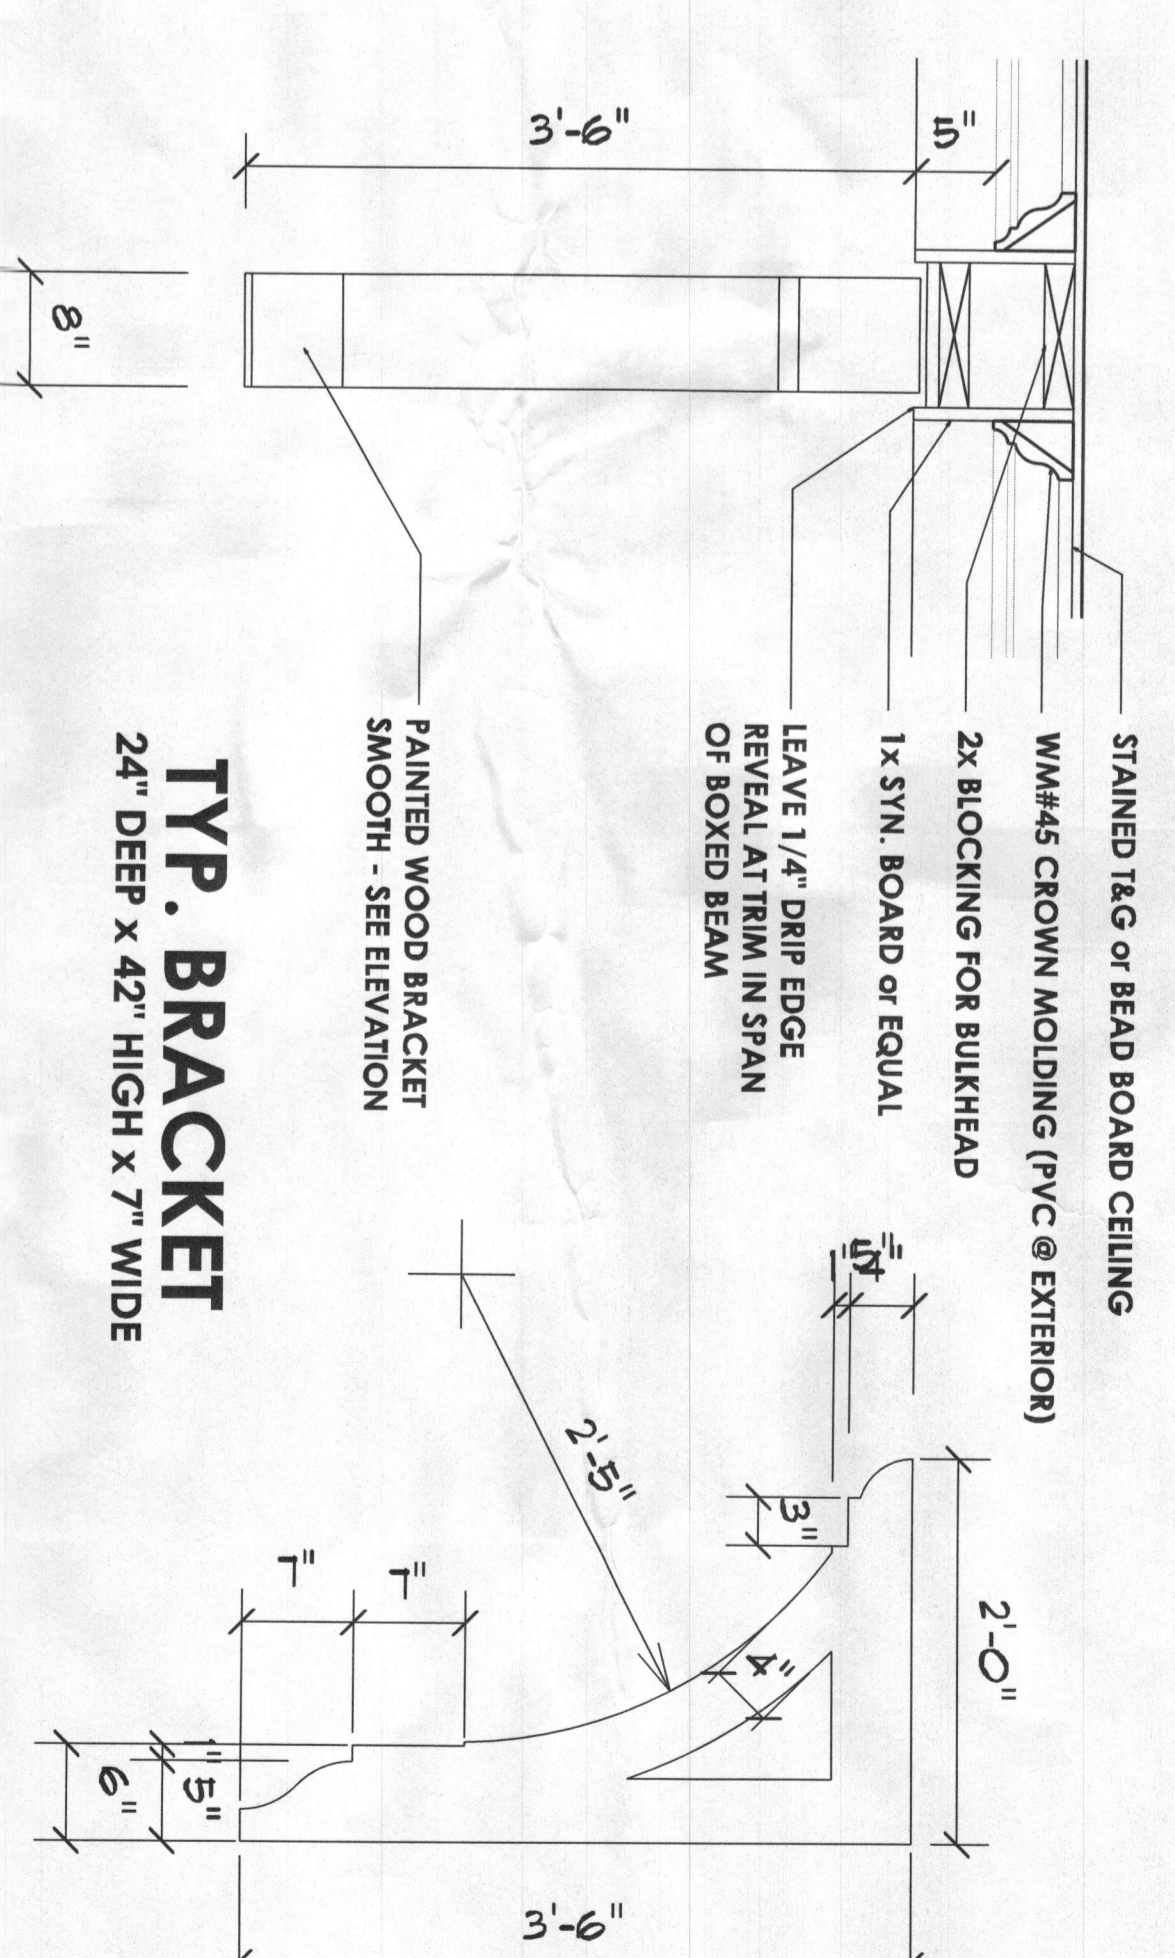 STAINED T&G or BEAD BOARD CEILING
WM#45 CROWN MOLDING (PVC @ EXTERIOR)
2x BLOCKING FOR BULKHEAD
1x SYN. BOARD or EQUAL
LEAVE 1/4" DRIP EDGE
REVEAL AT TRIM IN SPAN
OF BOXED BEAM
PAINTED WOOD BRACKET
SMOOTH - SEE ELEVATION
5"
3'-6"
8"
2'-0"
3"
2'-5"
4"
7"
7"
1"
5"
6"
3'-6"
TYP. BRACKET
24" DEEP x 42" HIGH x 7" WIDE